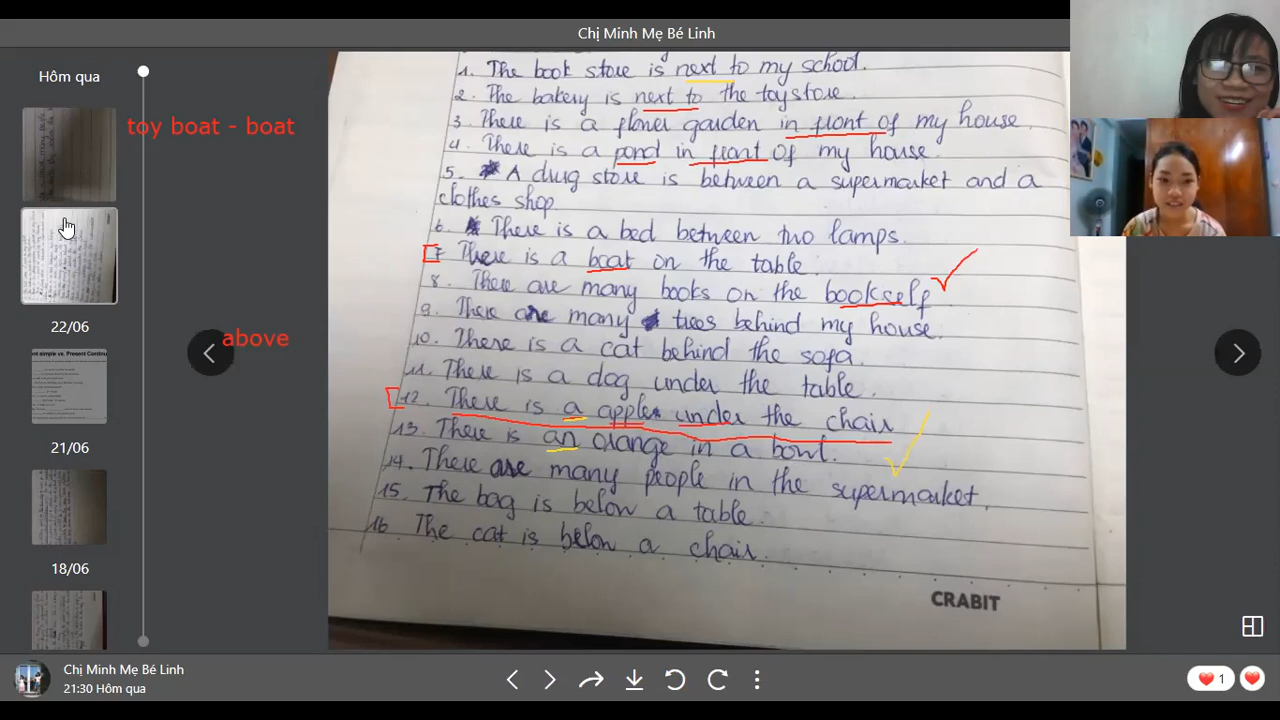 Chị Minh Mẹ Bé Linh
Hôm qua
toy boat - boat
22/06
above
21/06
18/06
1. The book store is next to my school.
2. The bakery is next to the toystore.
3 There is a floner garden in front of my house.
4. There is a pond in front of my house.
5. A drug store is between a supermarket and a
clothes shop
6. There is a bed between two lamps.
7. There is a boat on the table.
8. There are many books on the bookself
9. There are many trees behind my house.
10. There is a cat behind the sofa.
11. There is a dog under the table.
12. There is a apple under the chair
13. There is an orange in a bowl.
14. There are many people in the supermarket.
15. The bag is below a table.
16 The cat is below a chair.
CRABIT
Chị Minh Mẹ Bé Linh
21:30 Hôm qua
1